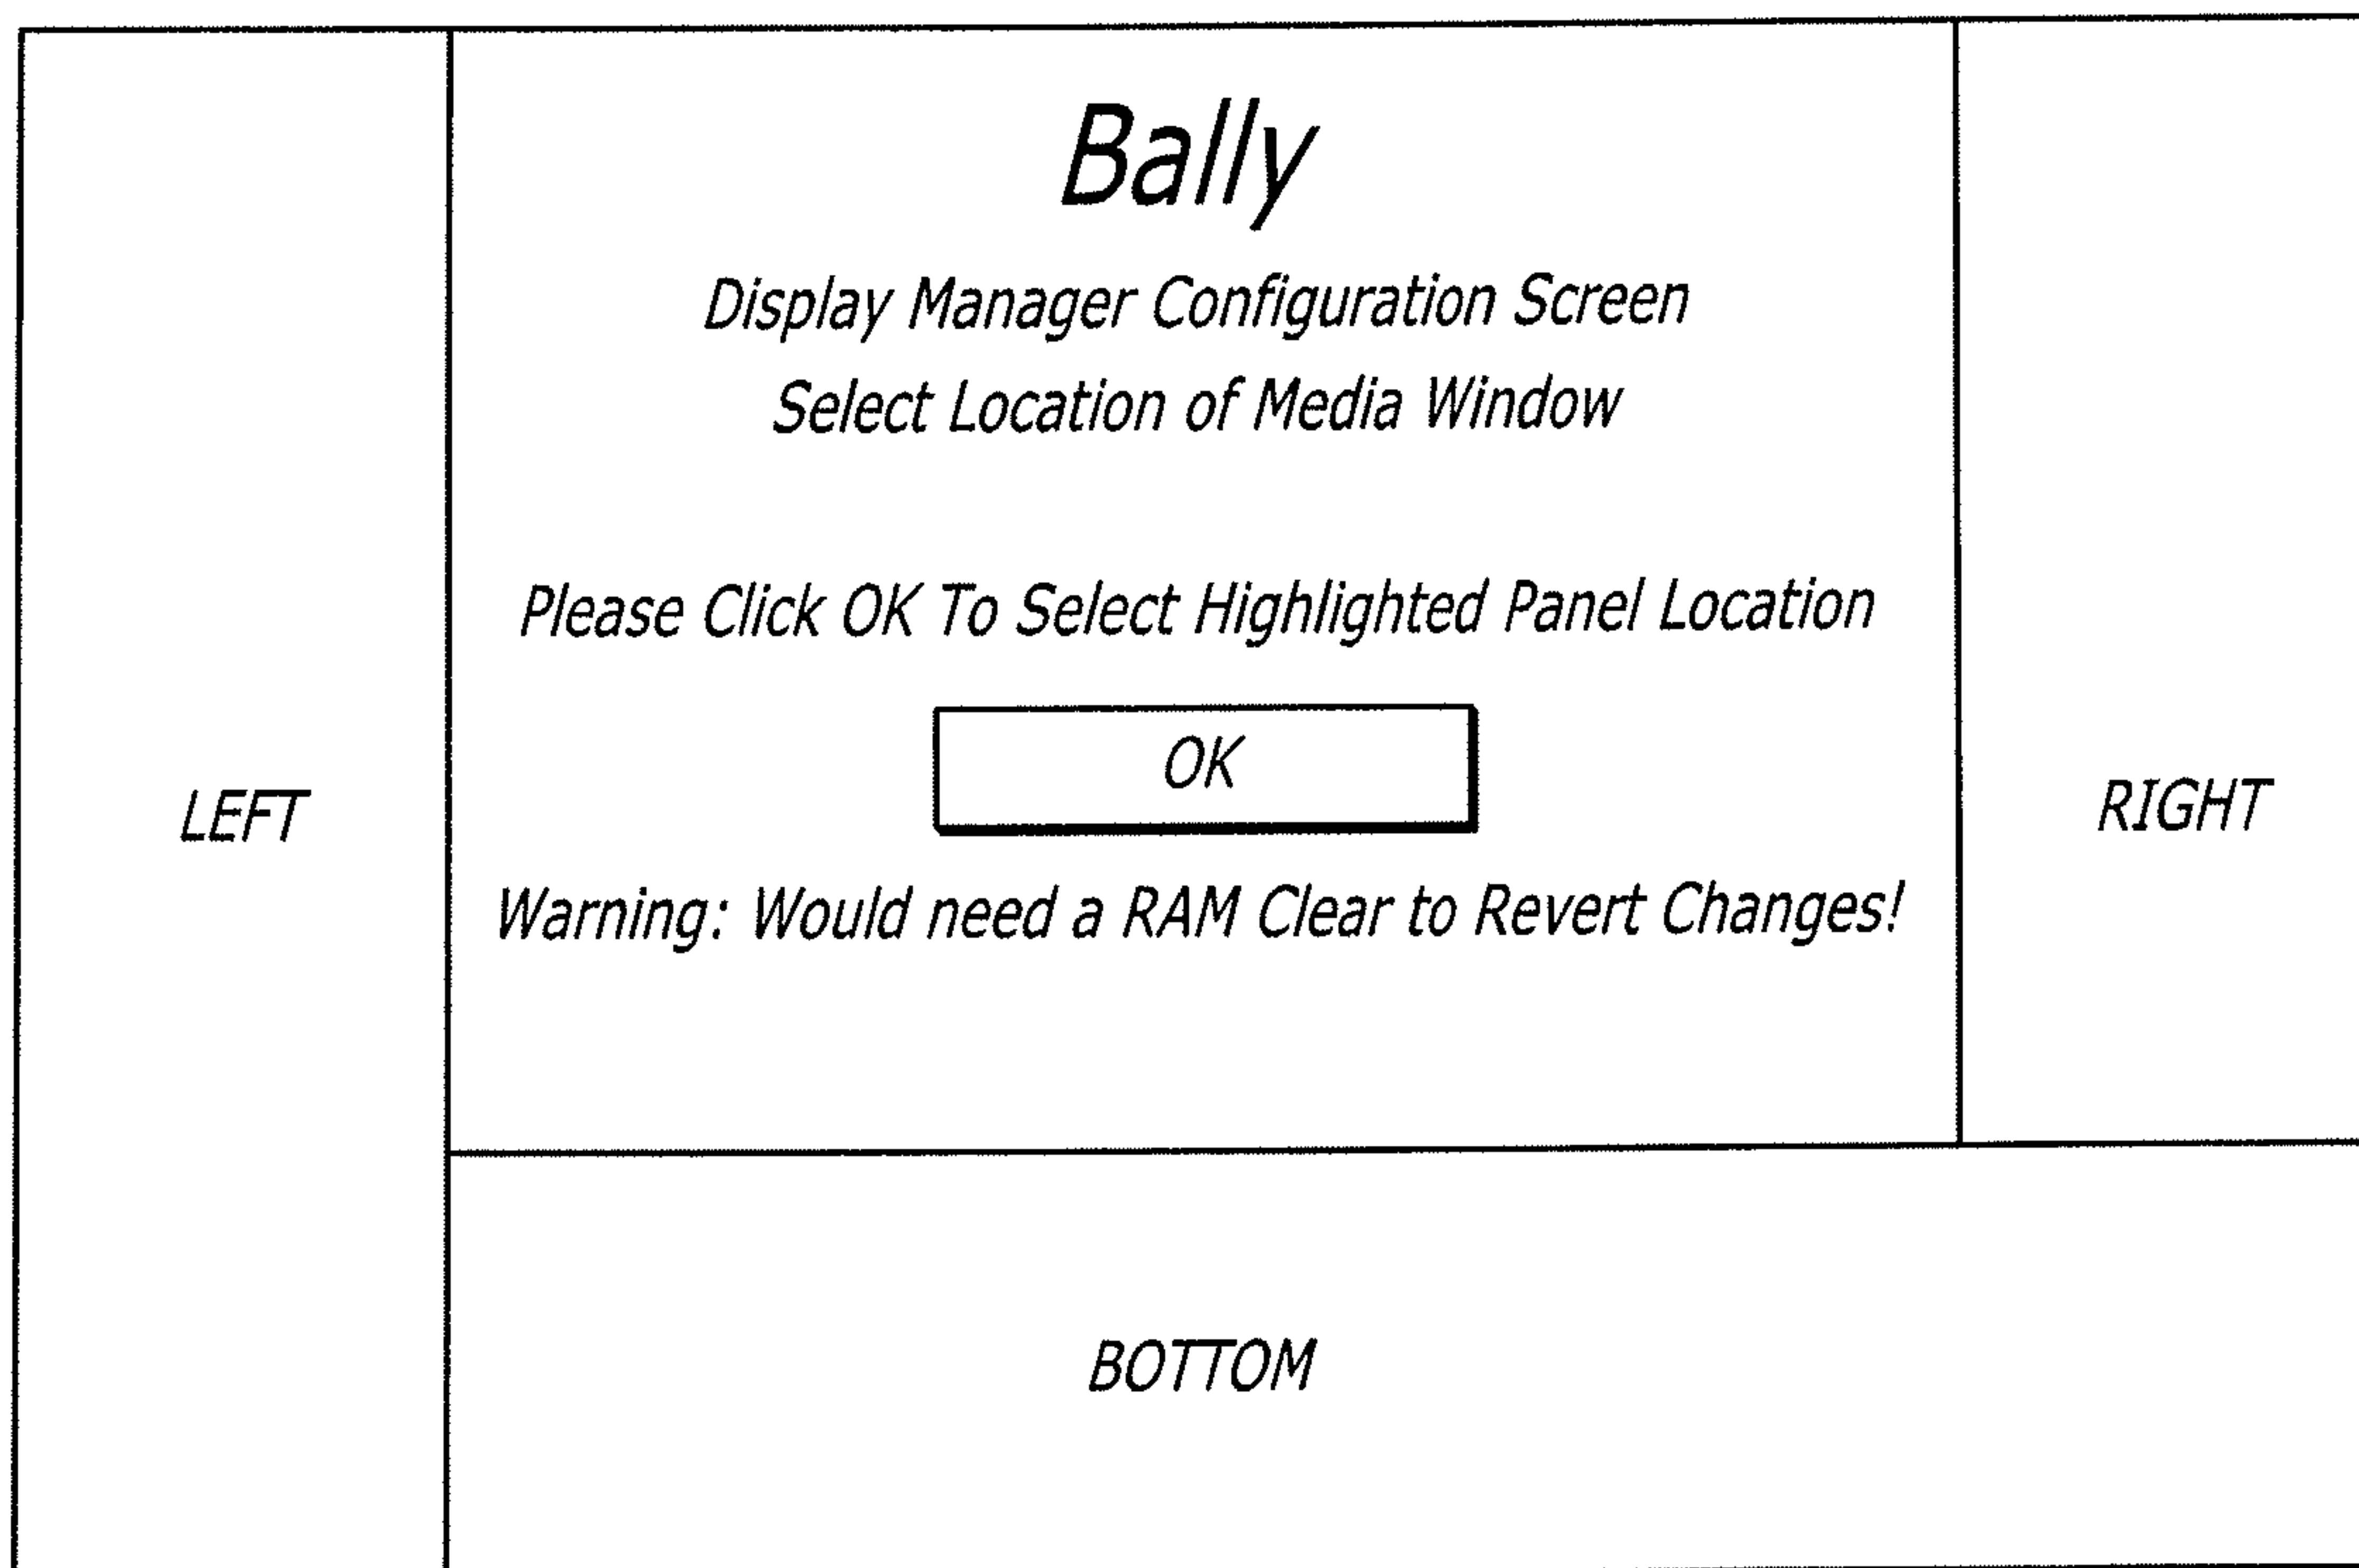 Bally
Display Manager Configuration Screen
Select Location of Media Window
Please Click OK To Select Highlighted Panel Location
OK
LEFT
RIGHT
Warning: Would need a RAM Clear to Revert Changes!
BOTTOM